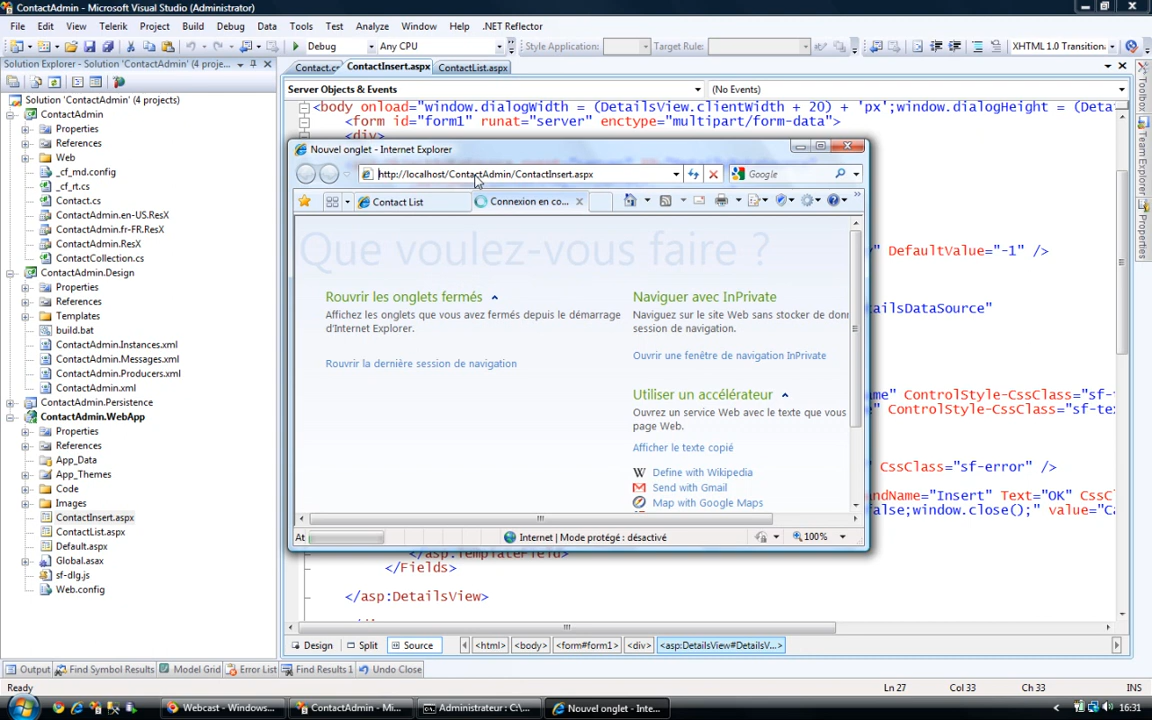 ContactAdmin - Microsoft Visual Studio (Administrator)
File Edit View Telerik Project Build Debug Data Tools Test Analyze Window Help .NET Reflector
Debug Any CPU Style Application: Target Rule: XHTML 1.0 Transition
Solution Explorer - Solution 'ContactAdmin' (4 projec...
Contact.cs ContactInsert.aspx ContactList.aspx
Server Objects & Events (No Events)
Solution 'ContactAdmin' (4 projects)
ContactAdmin
Properties
References
Web
_cf_md.config
_cf_rt.cs
Contact.cs
ContactAdmin.en-US.ResX
ContactAdmin.fr-FR.ResX
ContactAdmin.ResX
ContactCollection.cs
ContactAdmin.Design
Properties
References
Templates
build.bat
ContactAdmin.Instances.xml
ContactAdmin.Messages.xml
ContactAdmin.Producers.xml
ContactAdmin.xml
ContactAdmin.Persistence
ContactAdmin.WebApp
Properties
References
App_Data
App_Themes
Code
Images
ContactInsert.aspx
ContactList.aspx
Default.aspx
Global.asax
sf-dlg.js
Web.config
<body onload="window.dialogWidth = (DetailsView.clientWidth + 20) + 'px';window.dialogHeight = (Deta
<form id="form1" runat="server" enctype="multipart/form-data">
<div>
Nouvel onglet - Internet Explorer
http://localhost/ContactAdmin/ContactInsert.aspx Google
Contact List Connexion en co...
Que voulez-vous faire ?
Rouvrir les onglets fermés
Affichez les onglets que vous avez fermés depuis le démarrage
d'Internet Explorer.
Rouvrir la dernière session de navigation
Naviguer avec InPrivate
Naviguez sur le site Web sans stocker de donn
session de navigation.
Ouvrir une fenêtre de navigation InPrivate
Utiliser un accélérateur
Ouvrez un service Web avec le texte que vous
page Web.
Afficher le texte copié
Define with Wikipedia
Send with Gmail
Map with Google Maps
At Internet | Mode protégé : désactivé 100%
y" DefaultValue="-1" />
ailsDataSource"
ame" ControlStyle-CssClass="sf-t
e" ControlStyle-CssClass="sf-te
" CssClass="sf-error" />
andName="Insert" Text="OK" CssC
false;window.close();" value="Ca
</asp:TemplateField>
</Fields>
</asp:DetailsView>
Toolbox
Team Explorer
Properties
Design Split Source <html> <body> <form#form1> <div> <asp:DetailsView#DetailsV...>
Output Find Symbol Results Model Grid Error List Find Results 1 Undo Close
Ready Ln 27 Col 33 Ch 33 INS
Webcast - Windows... ContactAdmin - Mi... Administrateur : C:\... Nouvel onglet - Inte... 16:31